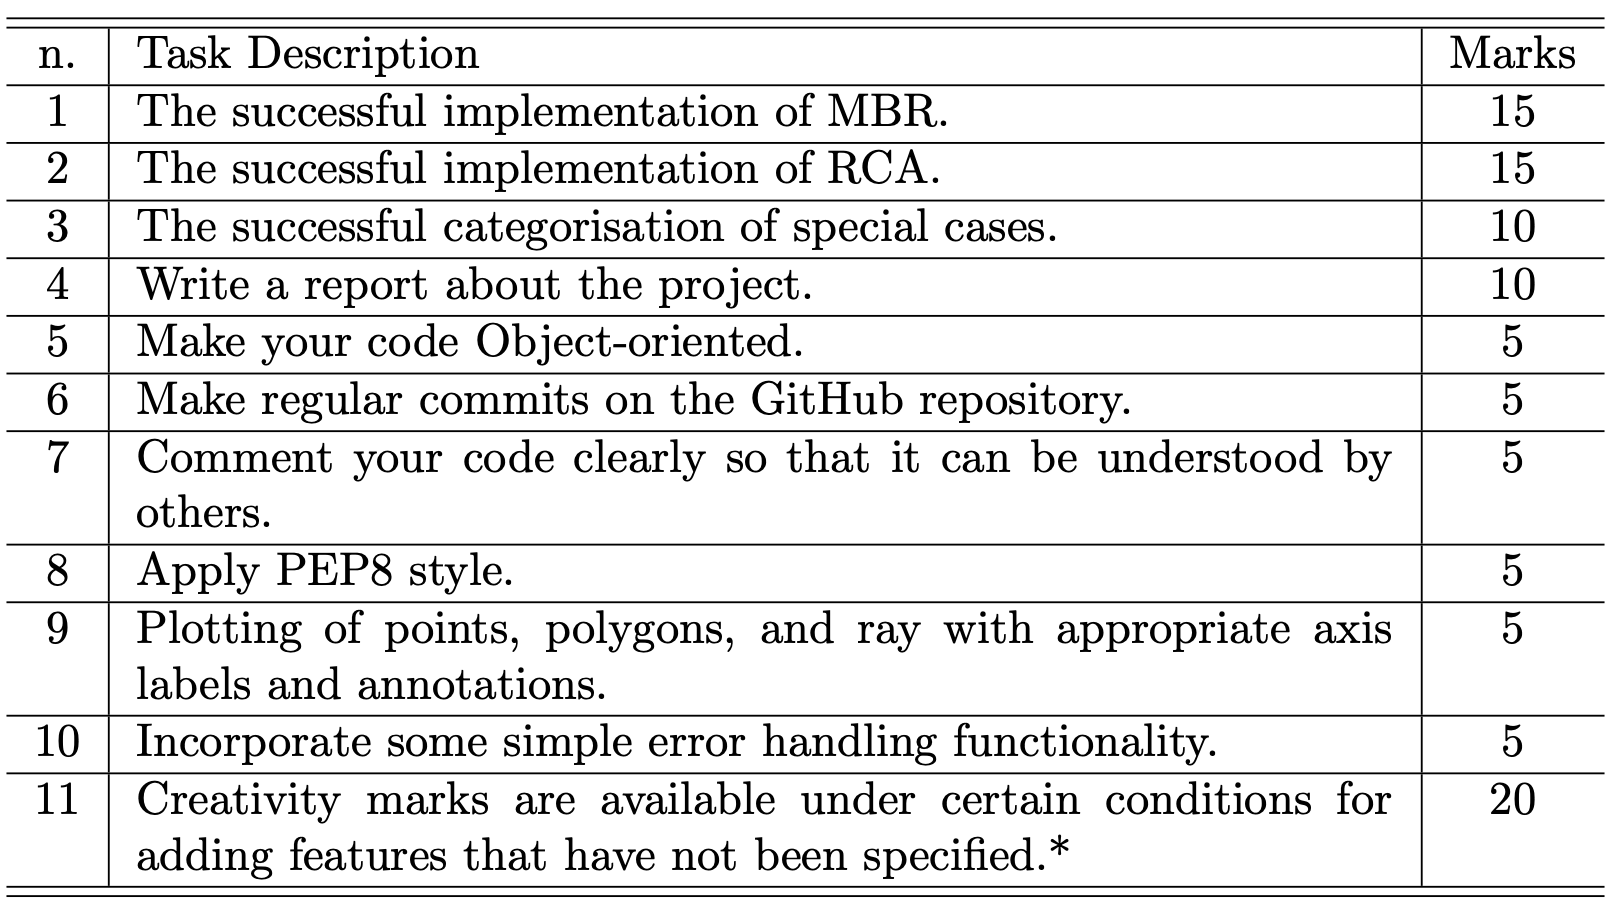 n. Task Description Marks
1 The successful implementation of MBR. 15
2 The successful implementation of RCA. 15
3 The successful categorisation of special cases. 10
4 Write a report about the project. 10
5 Make your code Object-oriented. 5
6 Make regular commits on the GitHub repository. 5
7 Comment your code clearly so that it can be understood by 5
others.
8 Apply PEP8 style. 5
9 Plotting of points, polygons, and ray with appropriate axis 5
labels and annotations.
10 Incorporate some simple error handling functionality. 5
11 Creativity marks are available under certain conditions for 20
adding features that have not been specified.*